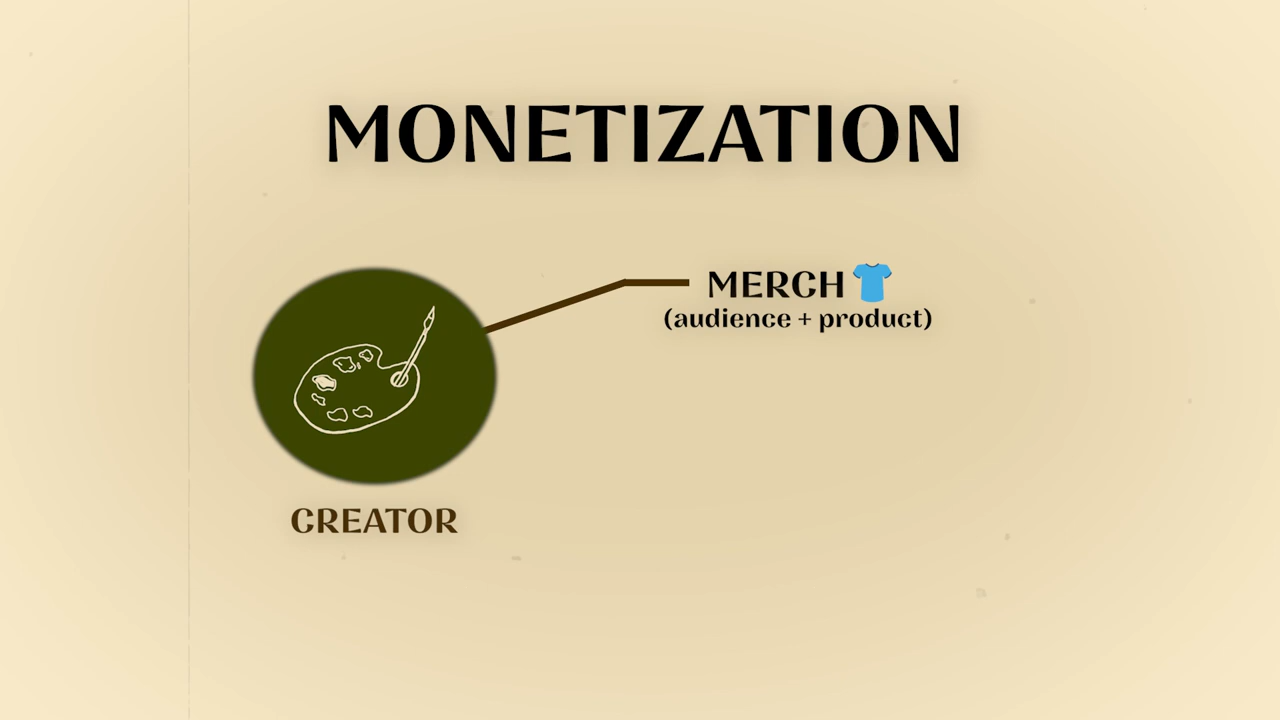 MONETIZATION
MERCH 👕
(audience + product)
CREATOR